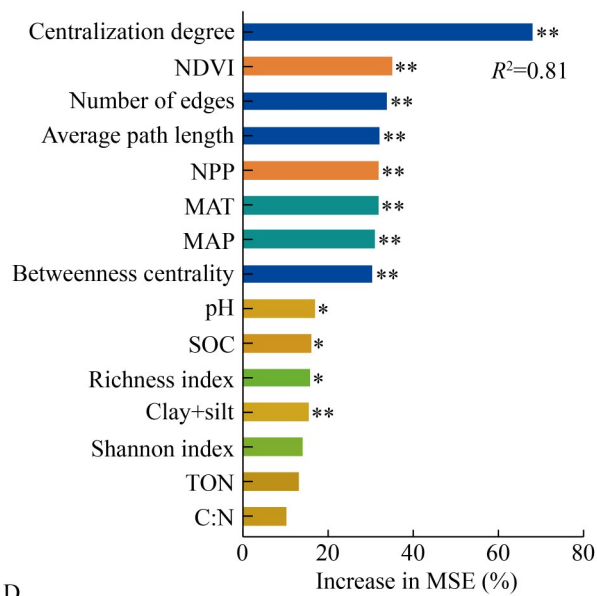 Centralization degree **
NDVI **
R²=0.81
Number of edges **
Average path length **
NPP **
MAT **
MAP **
Betweenness centrality **
pH *
SOC *
Richness index *
Clay+silt **
Shannon index
TON
C:N
0 20 40 60 80
Increase in MSE (%)
D